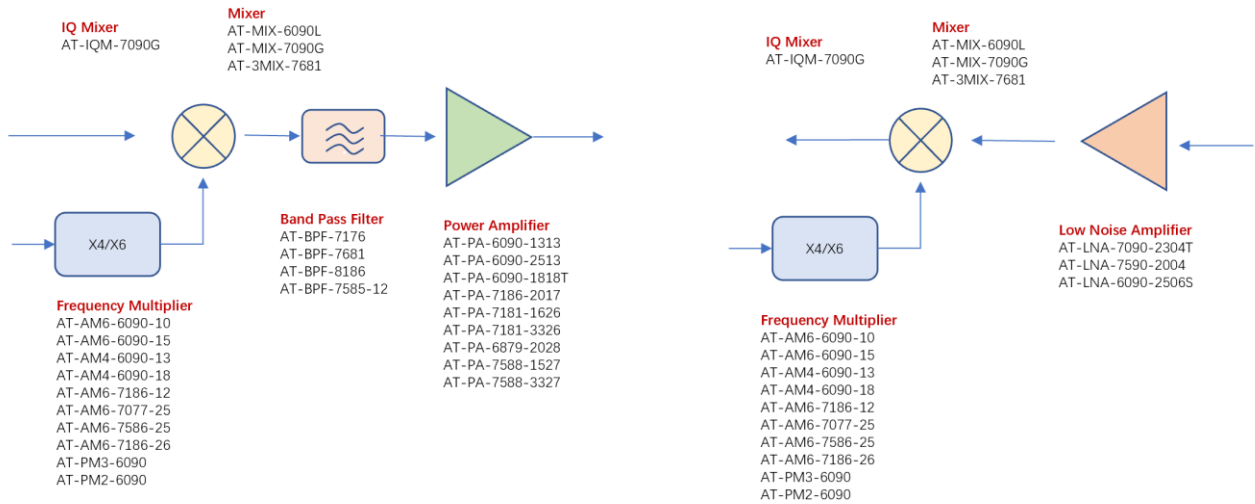 IQ Mixer
AT-IQM-7090G
Mixer
AT-MIX-6090L
AT-MIX-7090G
AT-3MIX-7681
X4/X6
Band Pass Filter
AT-BPF-7176
AT-BPF-7681
AT-BPF-8186
AT-BPF-7585-12
Power Amplifier
AT-PA-6090-1313
AT-PA-6090-2513
AT-PA-6090-1818T
AT-PA-7186-2017
AT-PA-7181-1626
AT-PA-7181-3326
AT-PA-6879-2028
AT-PA-7588-1527
AT-PA-7588-3327
Frequency Multiplier
AT-AM6-6090-10
AT-AM6-6090-15
AT-AM4-6090-13
AT-AM4-6090-18
AT-AM6-7186-12
AT-AM6-7077-25
AT-AM6-7586-25
AT-AM6-7186-26
AT-PM3-6090
AT-PM2-6090
IQ Mixer
AT-IQM-7090G
Mixer
AT-MIX-6090L
AT-MIX-7090G
AT-3MIX-7681
X4/X6
Low Noise Amplifier
AT-LNA-7090-2304T
AT-LNA-7590-2004
AT-LNA-6090-2506S
Frequency Multiplier
AT-AM6-6090-10
AT-AM6-6090-15
AT-AM4-6090-13
AT-AM4-6090-18
AT-AM6-7186-12
AT-AM6-7077-25
AT-AM6-7586-25
AT-AM6-7186-26
AT-PM3-6090
AT-PM2-6090